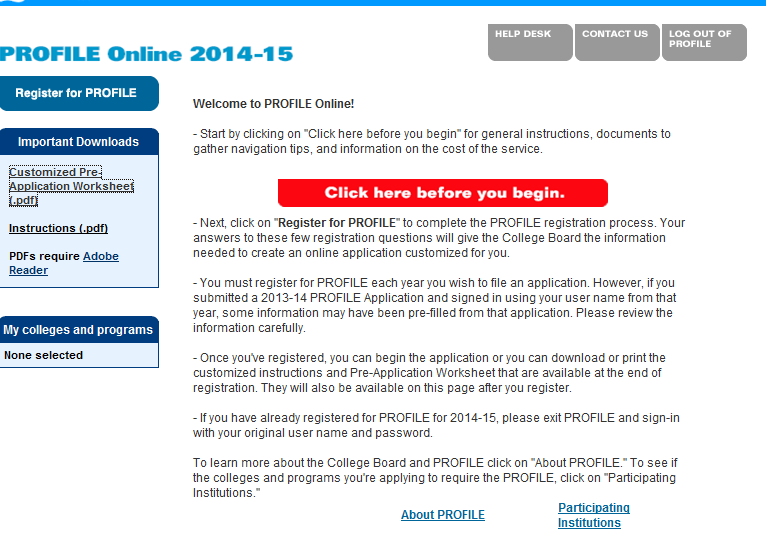 PROFILE Online 2014-15
HELP DESK
CONTACT US
LOG OUT OF
PROFILE
Register for PROFILE
Important Downloads
Customized Pre-
Application Worksheet
(.pdf)
Instructions (.pdf)
PDFs require Adobe
Reader
My colleges and programs
None selected
Welcome to PROFILE Online!
- Start by clicking on "Click here before you begin" for general instructions, documents to
gather navigation tips, and information on the cost of the service.
Click here before you begin.
- Next, click on "Register for PROFILE" to complete the PROFILE registration process. Your
answers to these few registration questions will give the College Board the information
needed to create an online application customized for you.
- You must register for PROFILE each year you wish to file an application. However, if you
submitted a 2013-14 PROFILE Application and signed in using your user name from that
year, some information may have been pre-filled from that application. Please review the
information carefully.
- Once you've registered, you can begin the application or you can download or print the
customized instructions and Pre-Application Worksheet that are available at the end of
registration. They will also be available on this page after you register.
- If you have already registered for PROFILE for 2014-15, please exit PROFILE and sign-in
with your original user name and password.
To learn more about the College Board and PROFILE click on "About PROFILE." To see if
the colleges and programs you're applying to require the PROFILE, click on "Participating
Institutions."
About PROFILE
Participating
Institutions